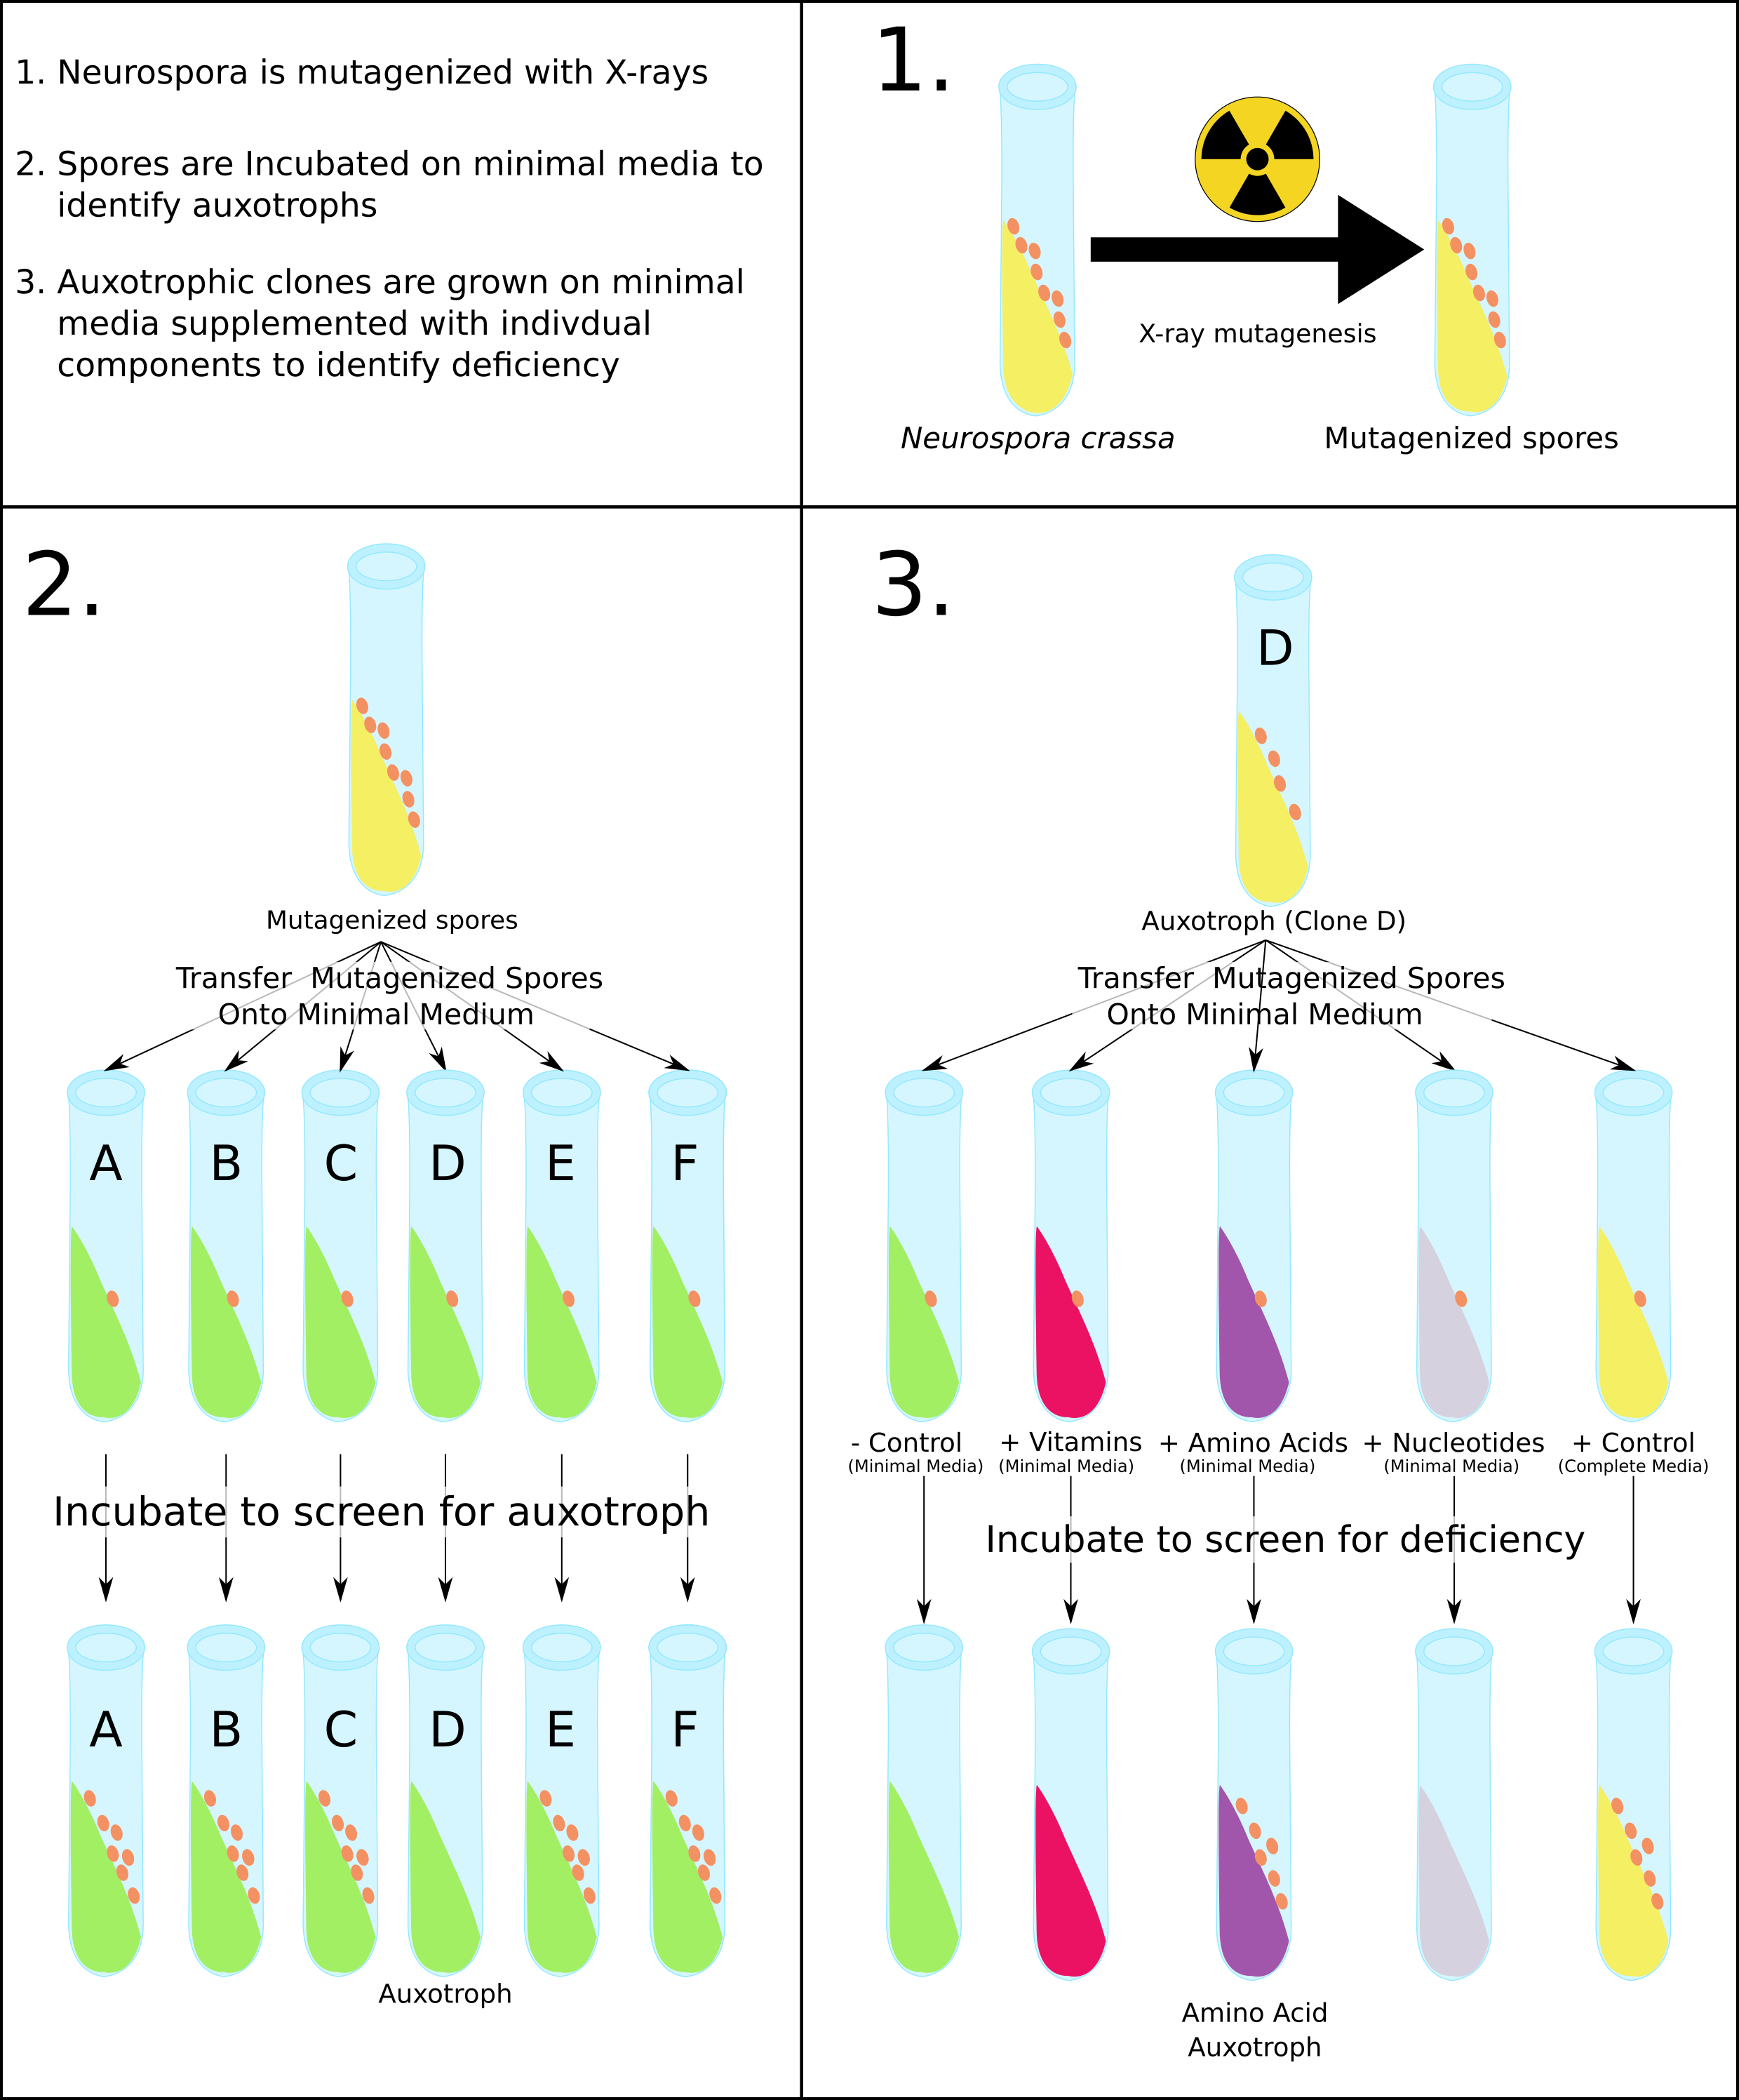 1. Neurospora is mutagenized with X-rays
2. Spores are Incubated on minimal media to
identify auxotrophs
3. Auxotrophic clones are grown on minimal
media supplemented with indivdual
components to identify deficiency
1.
X-ray mutagenesis
Neurospora crassa
Mutagenized spores
2.
Mutagenized spores
Transfer Mutagenized Spores
Onto Minimal Medium
A B C D E F
Incubate to screen for auxotroph
A B C D E F
Auxotroph
3.
D
Auxotroph (Clone D)
Transfer Mutagenized Spores
Onto Minimal Medium
- Control + Vitamins + Amino Acids + Nucleotides + Control
(Minimal Media) (Minimal Media) (Minimal Media) (Minimal Media) (Complete Media)
Incubate to screen for deficiency
Amino Acid
Auxotroph